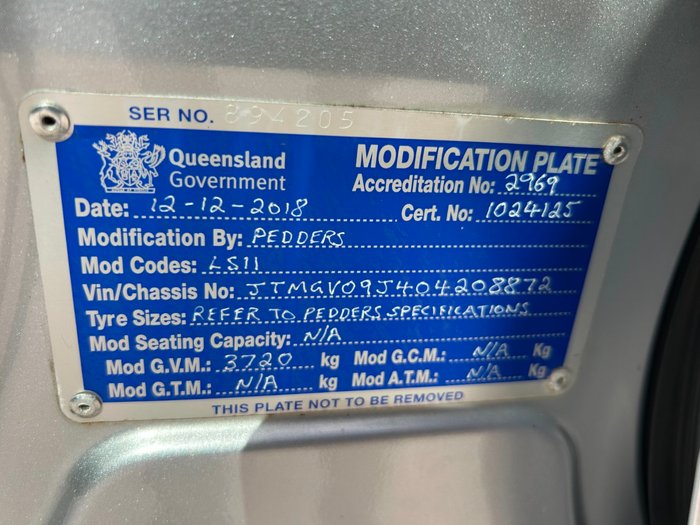 SER NO. 894205
Queensland Government
MODIFICATION PLATE
Accreditation No: 2969
Date: 12-12-2018 Cert. No: 1024125
Modification By: PEDDERS
Mod Codes: LS11
Vin/Chassis No: JTMGV09J404208872
Tyre Sizes: REFER TO PEDDERS SPECIFICATIONS
Mod Seating Capacity: N/A
Mod G.V.M.: 3720 kg Mod G.C.M.: N/A Kg
Mod G.T.M.: N/A kg Mod A.T.M.: N/A Kg
THIS PLATE NOT TO BE REMOVED